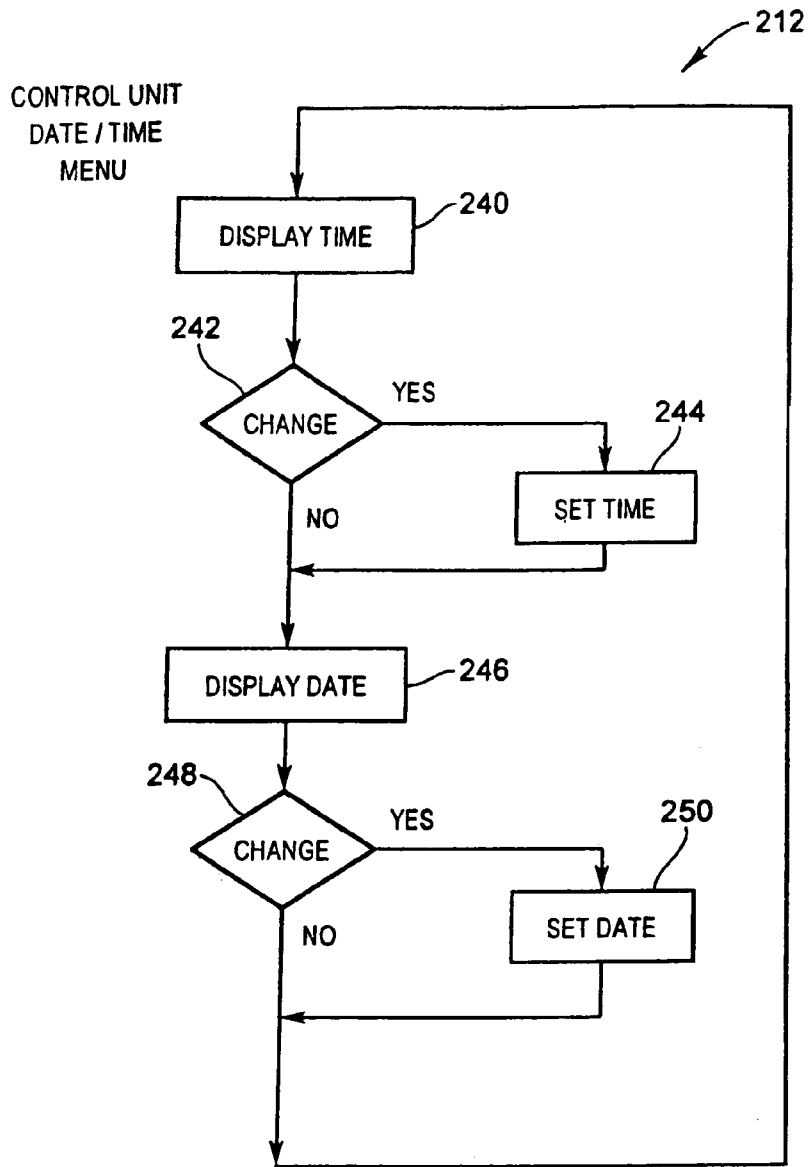 212
CONTROL UNIT
DATE / TIME
MENU
DISPLAY TIME
240
242
CHANGE
YES
244
SET TIME
NO
DISPLAY DATE
246
248
CHANGE
YES
250
SET DATE
NO